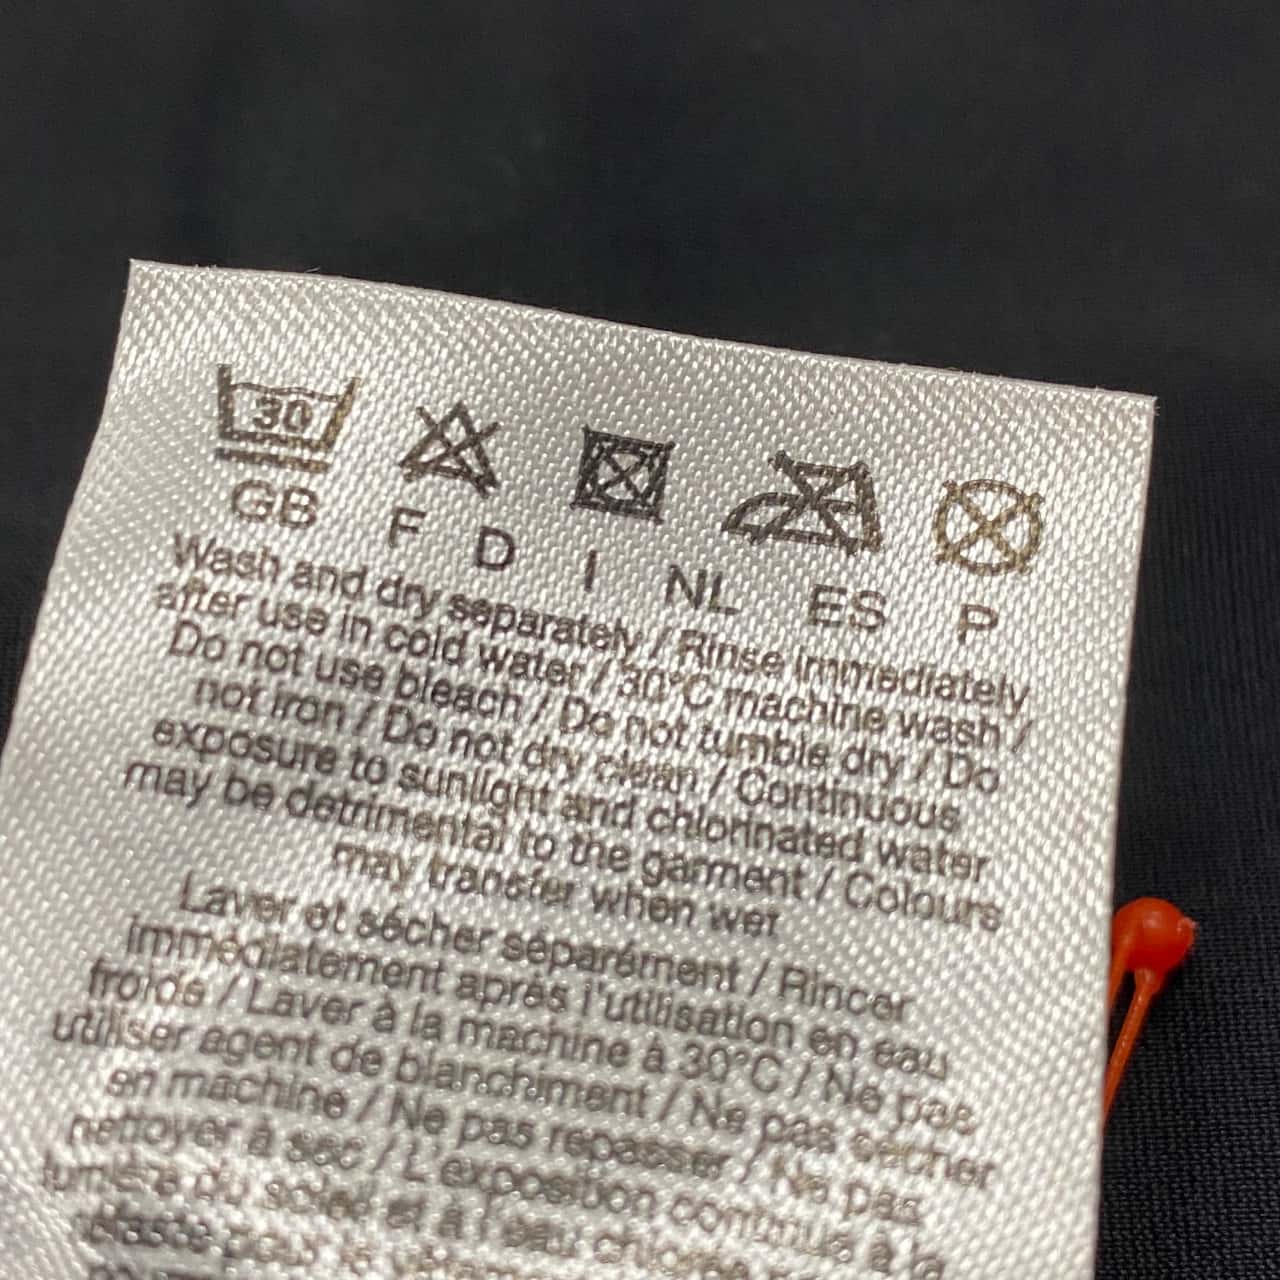 30
GB F D I NL ES P
Wash and dry separately / Rinse immediately
after use in cold water / 30°C machine wash /
Do not use bleach / Do not tumble dry / Do
not iron / Do not dry clean / Continuous
exposure to sunlight and chlorinated water
may be detrimental to the garment / Colours
may transfer when wet
Laver et sécher séparément / Rincer
immédiatement après l'utilisation en eau
froide / Laver à la machine à 30°C / Ne pas
utiliser agent de blanchiment / Ne pas sécher
en machine / Ne pas repasser / Ne pas
nettoyer à sec / L'exposition continue à la
lumière du soleil et à l'eau